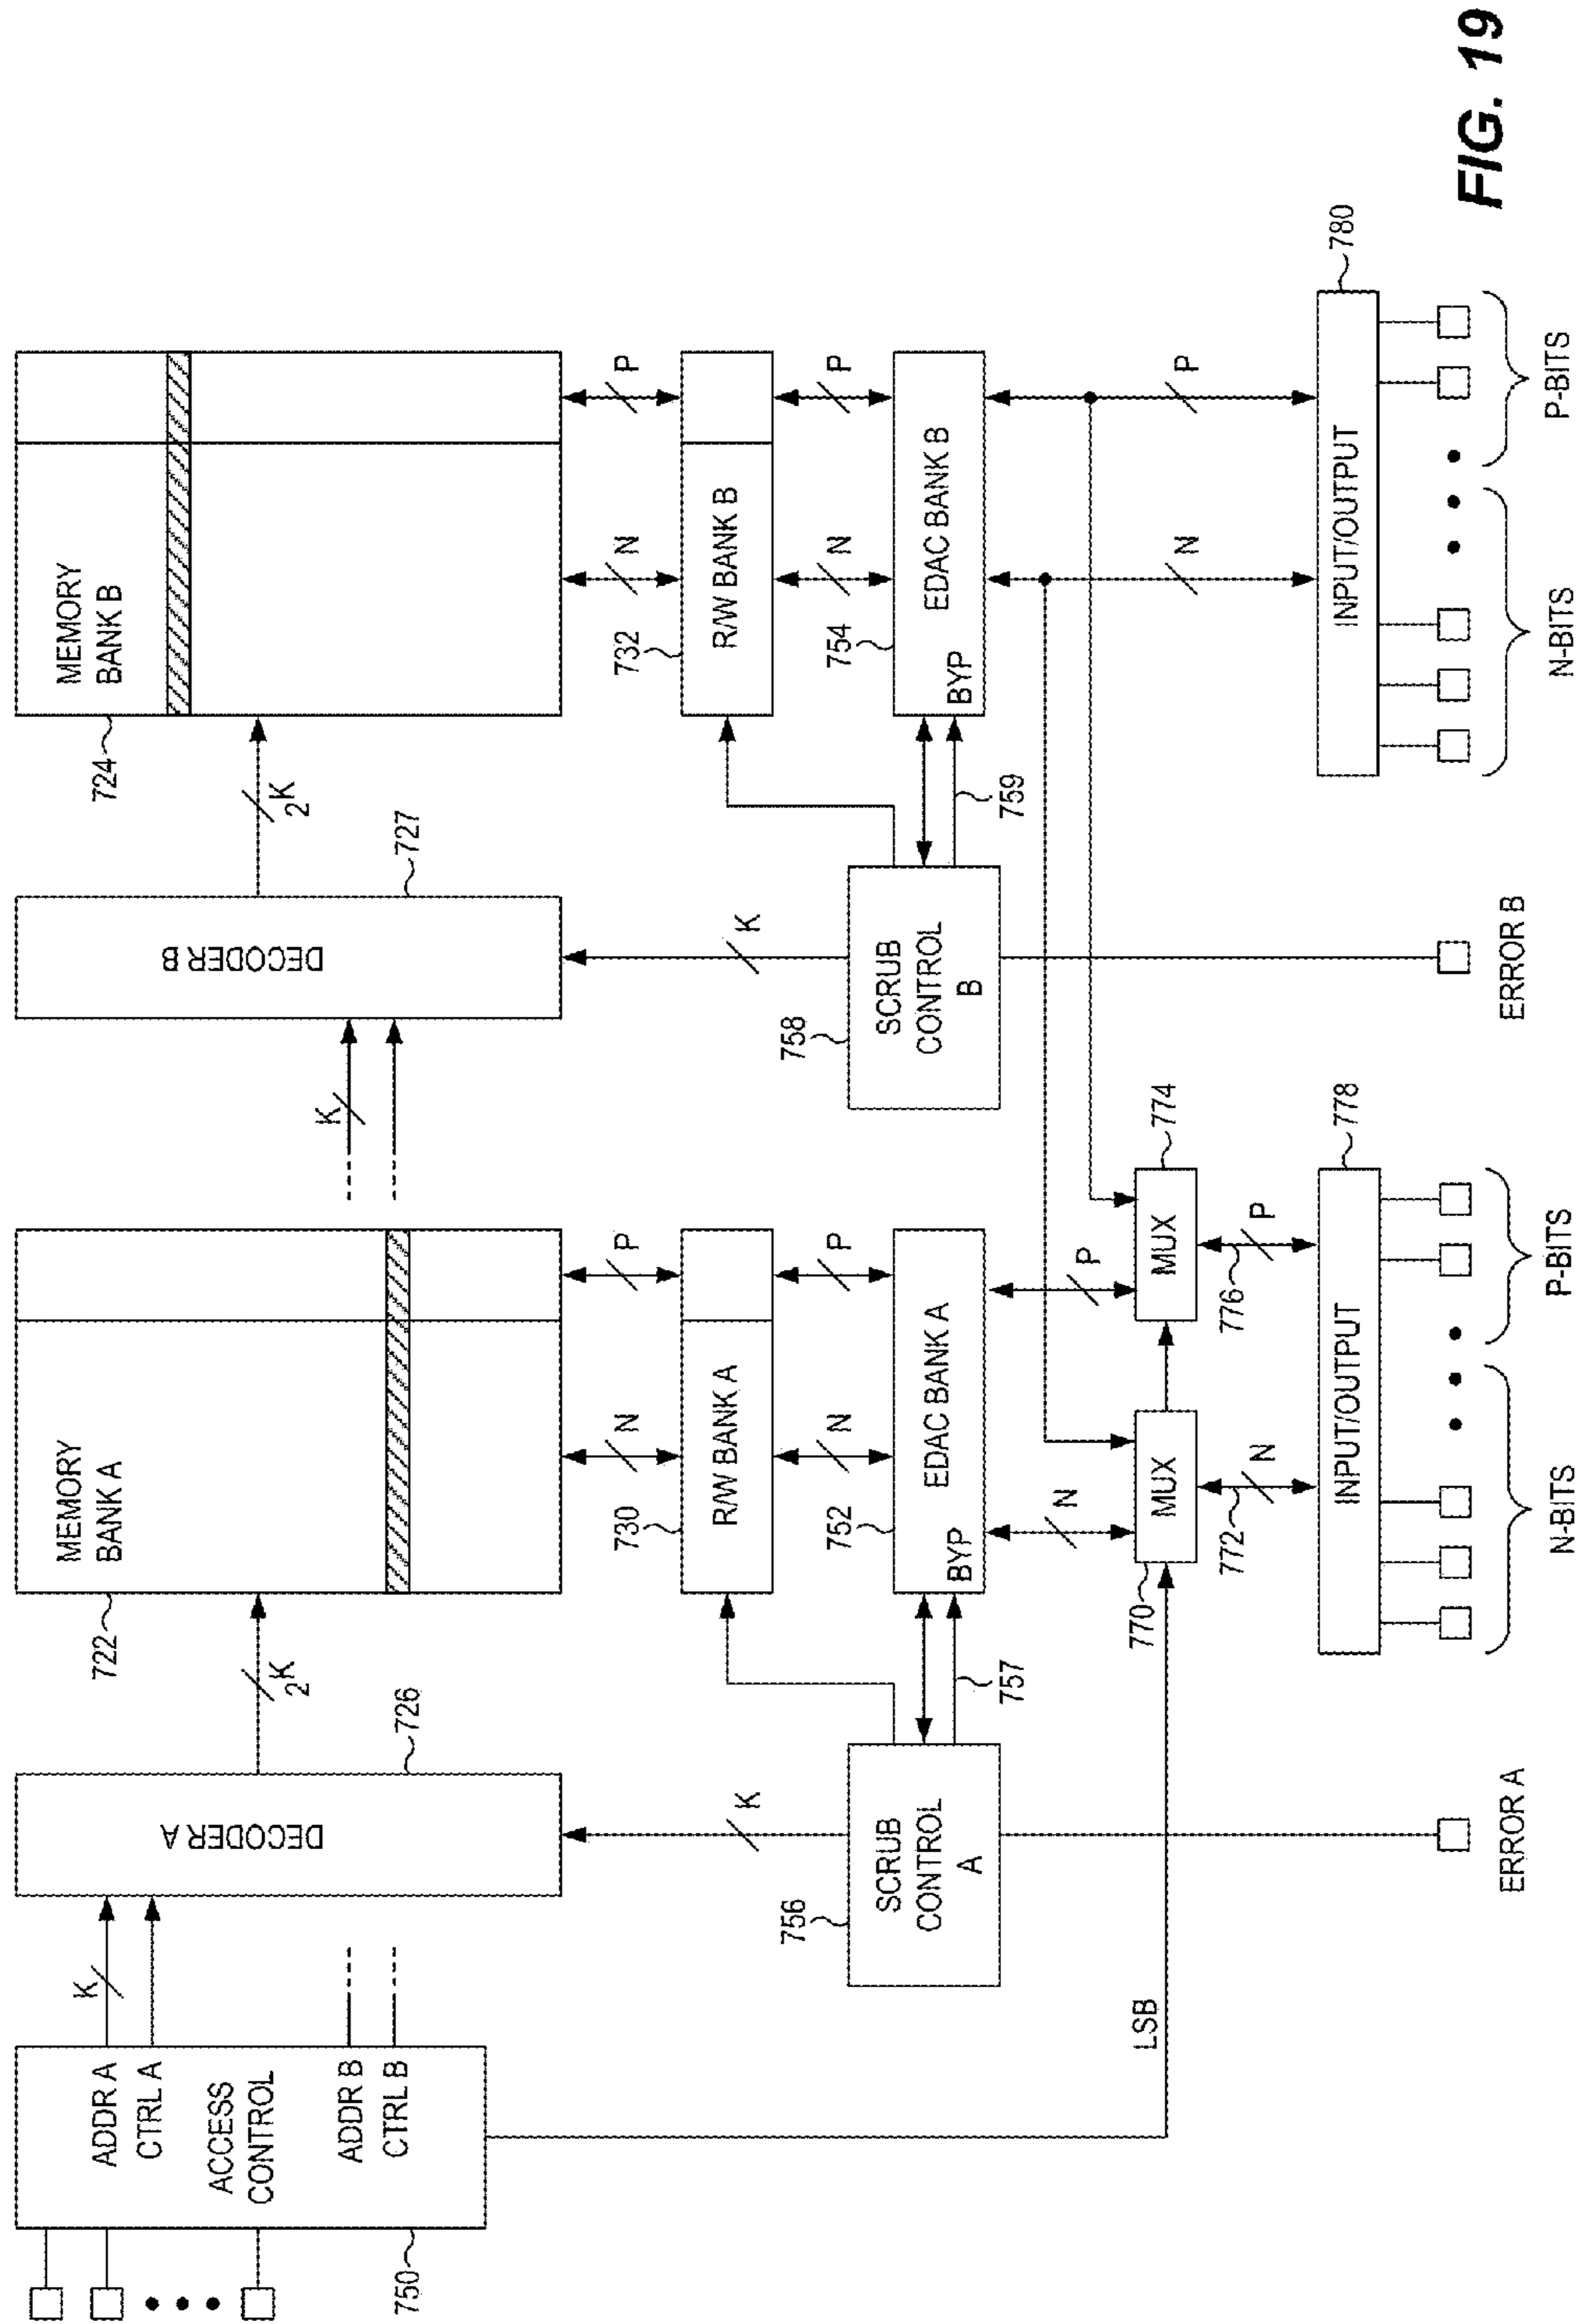 ADDR A
CTRL A
ACCESS
CONTROL
ADDR B
CTRL B
750
K
DECODER A
726
2K
MEMORY
BANK A
722
K
DECODER B
727
2K
MEMORY
BANK B
724
N
P
N
P
R/W BANK A
730
R/W BANK B
732
K
K
N
P
N
P
SCRUB
CONTROL
A
756
757
EDAC BANK A
BYP
752
SCRUB
CONTROL
B
758
759
EDAC BANK B
BYP
754
LSB
N
P
MUX
770
MUX
774
772
N
776
P
N
P
INPUT/OUTPUT
778
INPUT/OUTPUT
780
ERROR A
N-BITS
P-BITS
ERROR B
N-BITS
P-BITS
FIG. 19